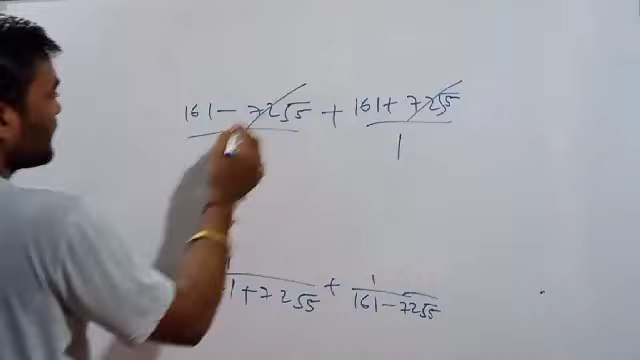 161 - 72√5 + 161 + 72√5
1
1 + 72√5 + 1
161 - 72√5